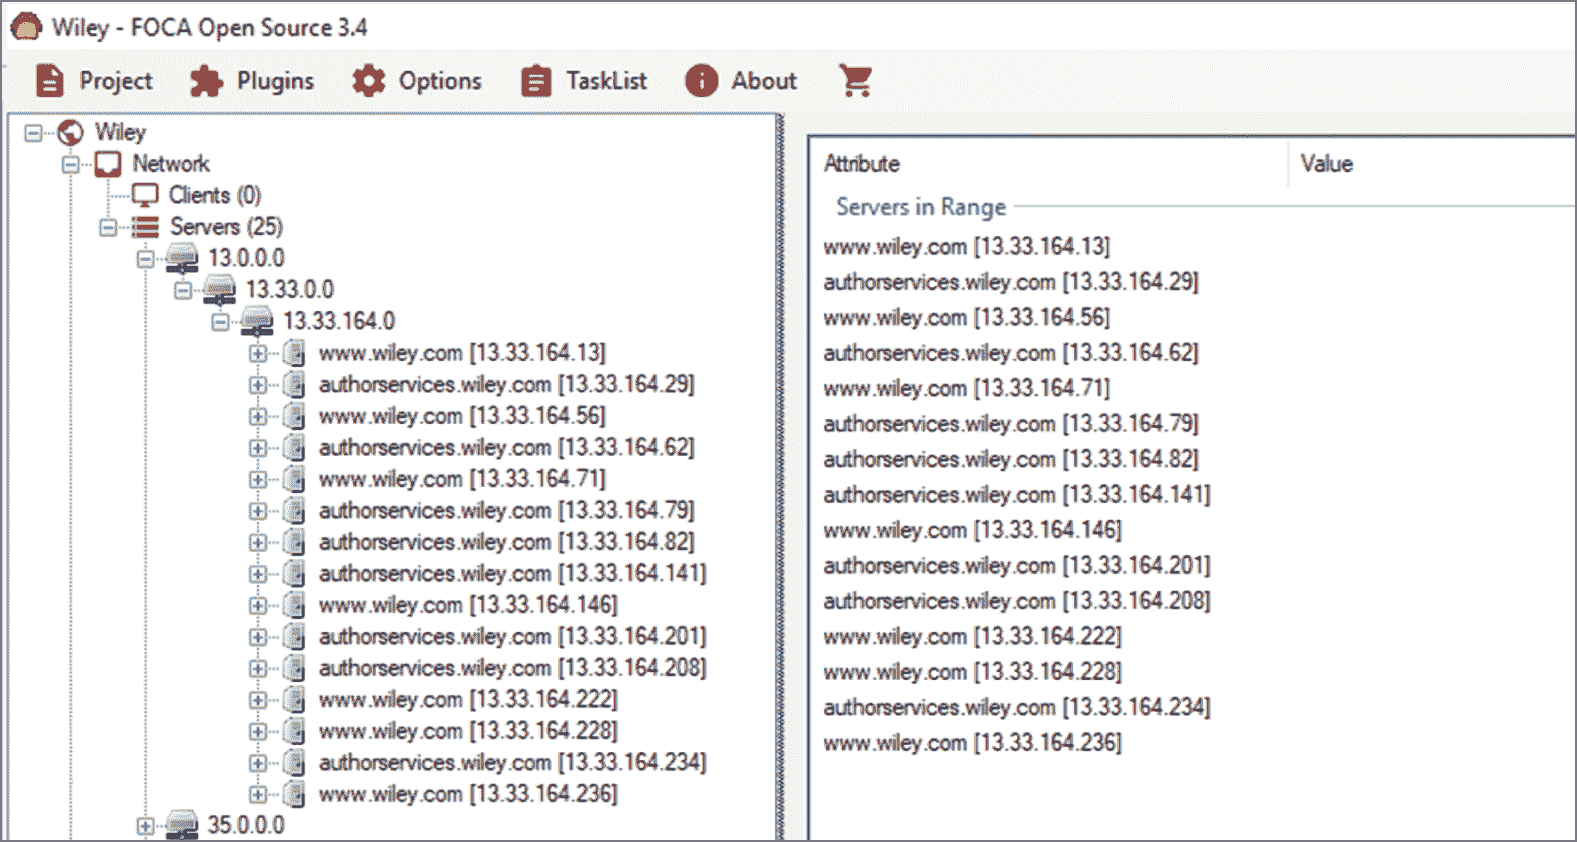 Wiley - FOCA Open Source 3.4
Project Plugins Options TaskList About
Wiley
Network
Clients (0)
Servers (25)
13.0.0.0
13.33.0.0
13.33.164.0
www.wiley.com [13.33.164.13]
authorservices.wiley.com [13.33.164.29]
www.wiley.com [13.33.164.56]
authorservices.wiley.com [13.33.164.62]
www.wiley.com [13.33.164.71]
authorservices.wiley.com [13.33.164.79]
authorservices.wiley.com [13.33.164.82]
authorservices.wiley.com [13.33.164.141]
www.wiley.com [13.33.164.146]
authorservices.wiley.com [13.33.164.201]
authorservices.wiley.com [13.33.164.208]
www.wiley.com [13.33.164.222]
www.wiley.com [13.33.164.228]
authorservices.wiley.com [13.33.164.234]
www.wiley.com [13.33.164.236]
35.0.0.0
Attribute Value
Servers in Range
www.wiley.com [13.33.164.13]
authorservices.wiley.com [13.33.164.29]
www.wiley.com [13.33.164.56]
authorservices.wiley.com [13.33.164.62]
www.wiley.com [13.33.164.71]
authorservices.wiley.com [13.33.164.79]
authorservices.wiley.com [13.33.164.82]
authorservices.wiley.com [13.33.164.141]
www.wiley.com [13.33.164.146]
authorservices.wiley.com [13.33.164.201]
authorservices.wiley.com [13.33.164.208]
www.wiley.com [13.33.164.222]
www.wiley.com [13.33.164.228]
authorservices.wiley.com [13.33.164.234]
www.wiley.com [13.33.164.236]